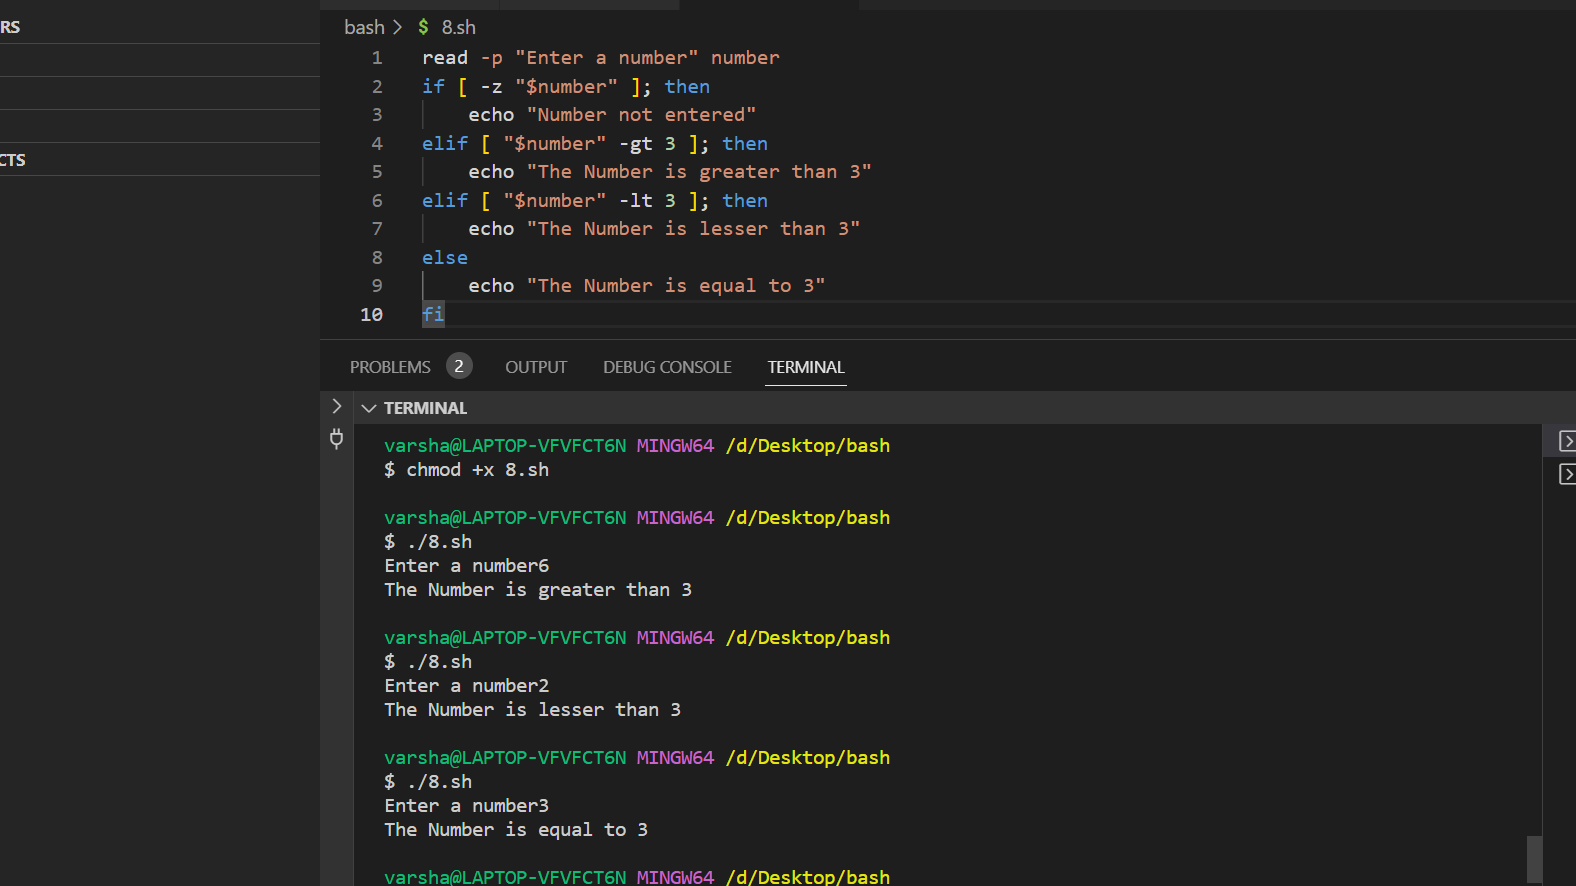 RS
CTS
bash > $ 8.sh
1 read -p "Enter a number" number
2 if [ -z "$number" ]; then
3     echo "Number not entered"
4 elif [ "$number" -gt 3 ]; then
5     echo "The Number is greater than 3"
6 elif [ "$number" -lt 3 ]; then
7     echo "The Number is lesser than 3"
8 else
9     echo "The Number is equal to 3"
10 fi
PROBLEMS 2 OUTPUT DEBUG CONSOLE TERMINAL
TERMINAL
varsha@LAPTOP-VFVFCT6N MINGW64 /d/Desktop/bash
$ chmod +x 8.sh
varsha@LAPTOP-VFVFCT6N MINGW64 /d/Desktop/bash
$ ./8.sh
Enter a number6
The Number is greater than 3
varsha@LAPTOP-VFVFCT6N MINGW64 /d/Desktop/bash
$ ./8.sh
Enter a number2
The Number is lesser than 3
varsha@LAPTOP-VFVFCT6N MINGW64 /d/Desktop/bash
$ ./8.sh
Enter a number3
The Number is equal to 3
varsha@LAPTOP-VFVFCT6N MINGW64 /d/Desktop/bash